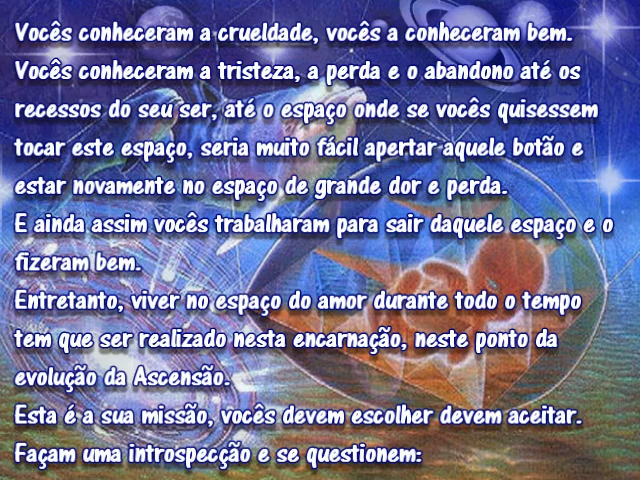 Vocês conheceram a crueldade, vocês a conheceram bem.
Vocês conheceram a tristeza, a perda e o abandono até os
recessos do seu ser, até o espaço onde se vocês quisessem
tocar este espaço, seria muito fácil apertar aquele botão e
estar novamente no espaço de grande dor e perda.
E ainda assim vocês trabalharam para sair daquele espaço e o
fizeram bem.
Entretanto, viver no espaço do amor durante todo o tempo
tem que ser realizado nesta encarnação, neste ponto da
evolução da Ascensão.
Esta é a sua missão, vocês devem escolher devem aceitar.
Façam uma introspecção e se questionem: